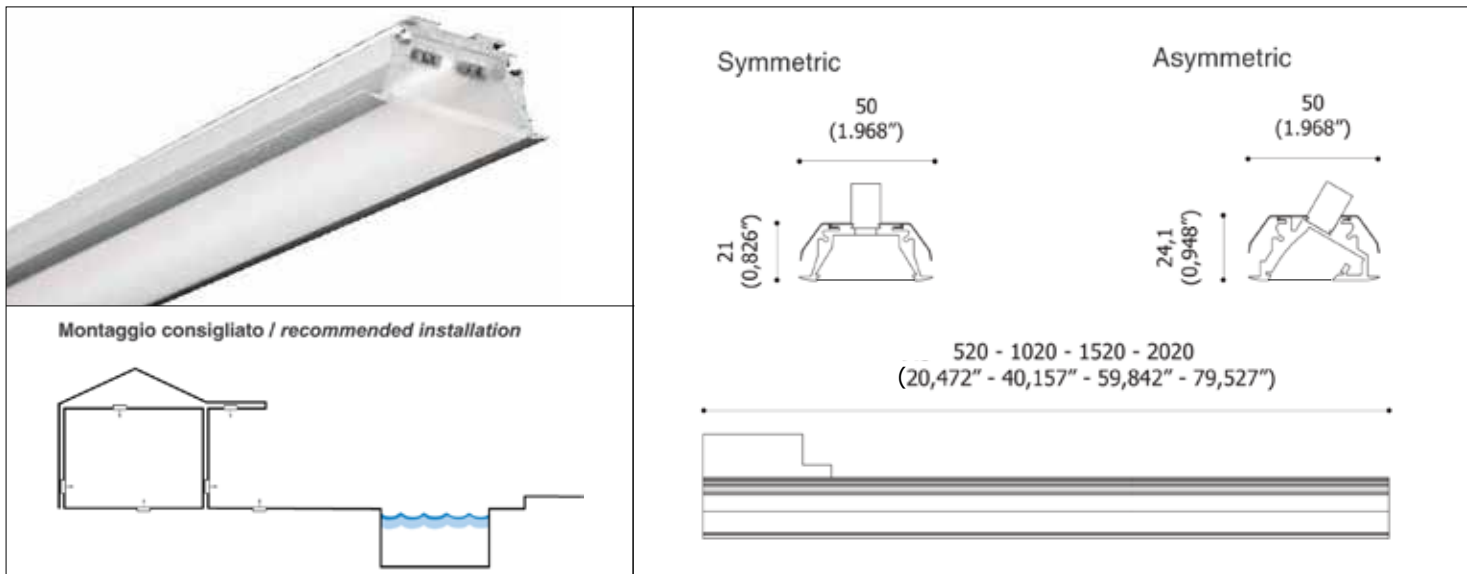 Montaggio consigliato / recommended installation
Symmetric
50
(1.968″)
21
(0,826″)
Asymmetric
50
(1.968″)
24,1
(0,948″)
520 - 1020 - 1520 - 2020
(20,472″ - 40,157″ - 59,842″ - 79,527″)